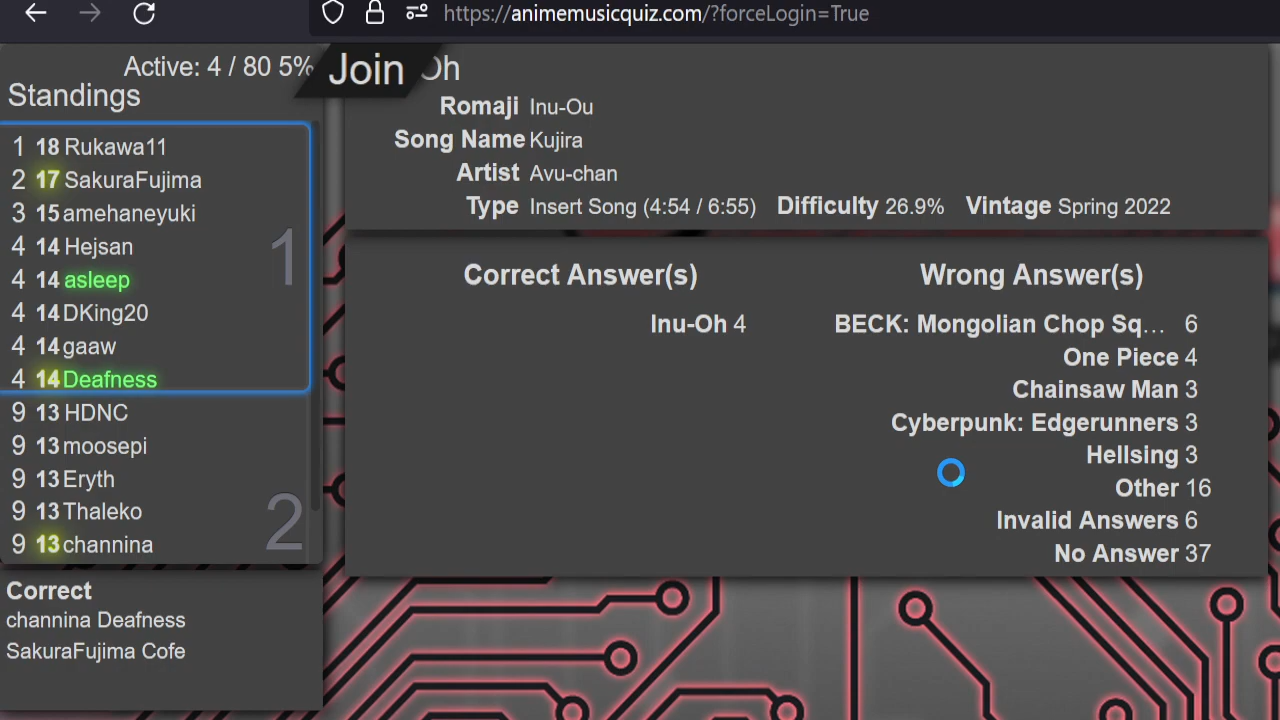 https://animemusicquiz.com/?forceLogin=True
Active: 4 / 80 5%
Standings
1 18 Rukawa11
2 17 SakuraFujima
3 15 amehaneyuki
4 14 Hejsan
4 14 asleep
4 14 DKing20
4 14 gaaw
4 14 Deafness
1
9 13 HDNC
9 13 moosepi
9 13 Eryth
9 13 Thaleko
9 13 channina
2
Correct
channina Deafness
SakuraFujima Cofe
Join
Oh
Romaji Inu-Ou
Song Name Kujira
Artist Avu-chan
Type Insert Song (4:54 / 6:55) Difficulty 26.9% Vintage Spring 2022
Correct Answer(s)
Inu-Oh 4
Wrong Answer(s)
BECK: Mongolian Chop Sq... 6
One Piece 4
Chainsaw Man 3
Cyberpunk: Edgerunners 3
Hellsing 3
Other 16
Invalid Answers 6
No Answer 37